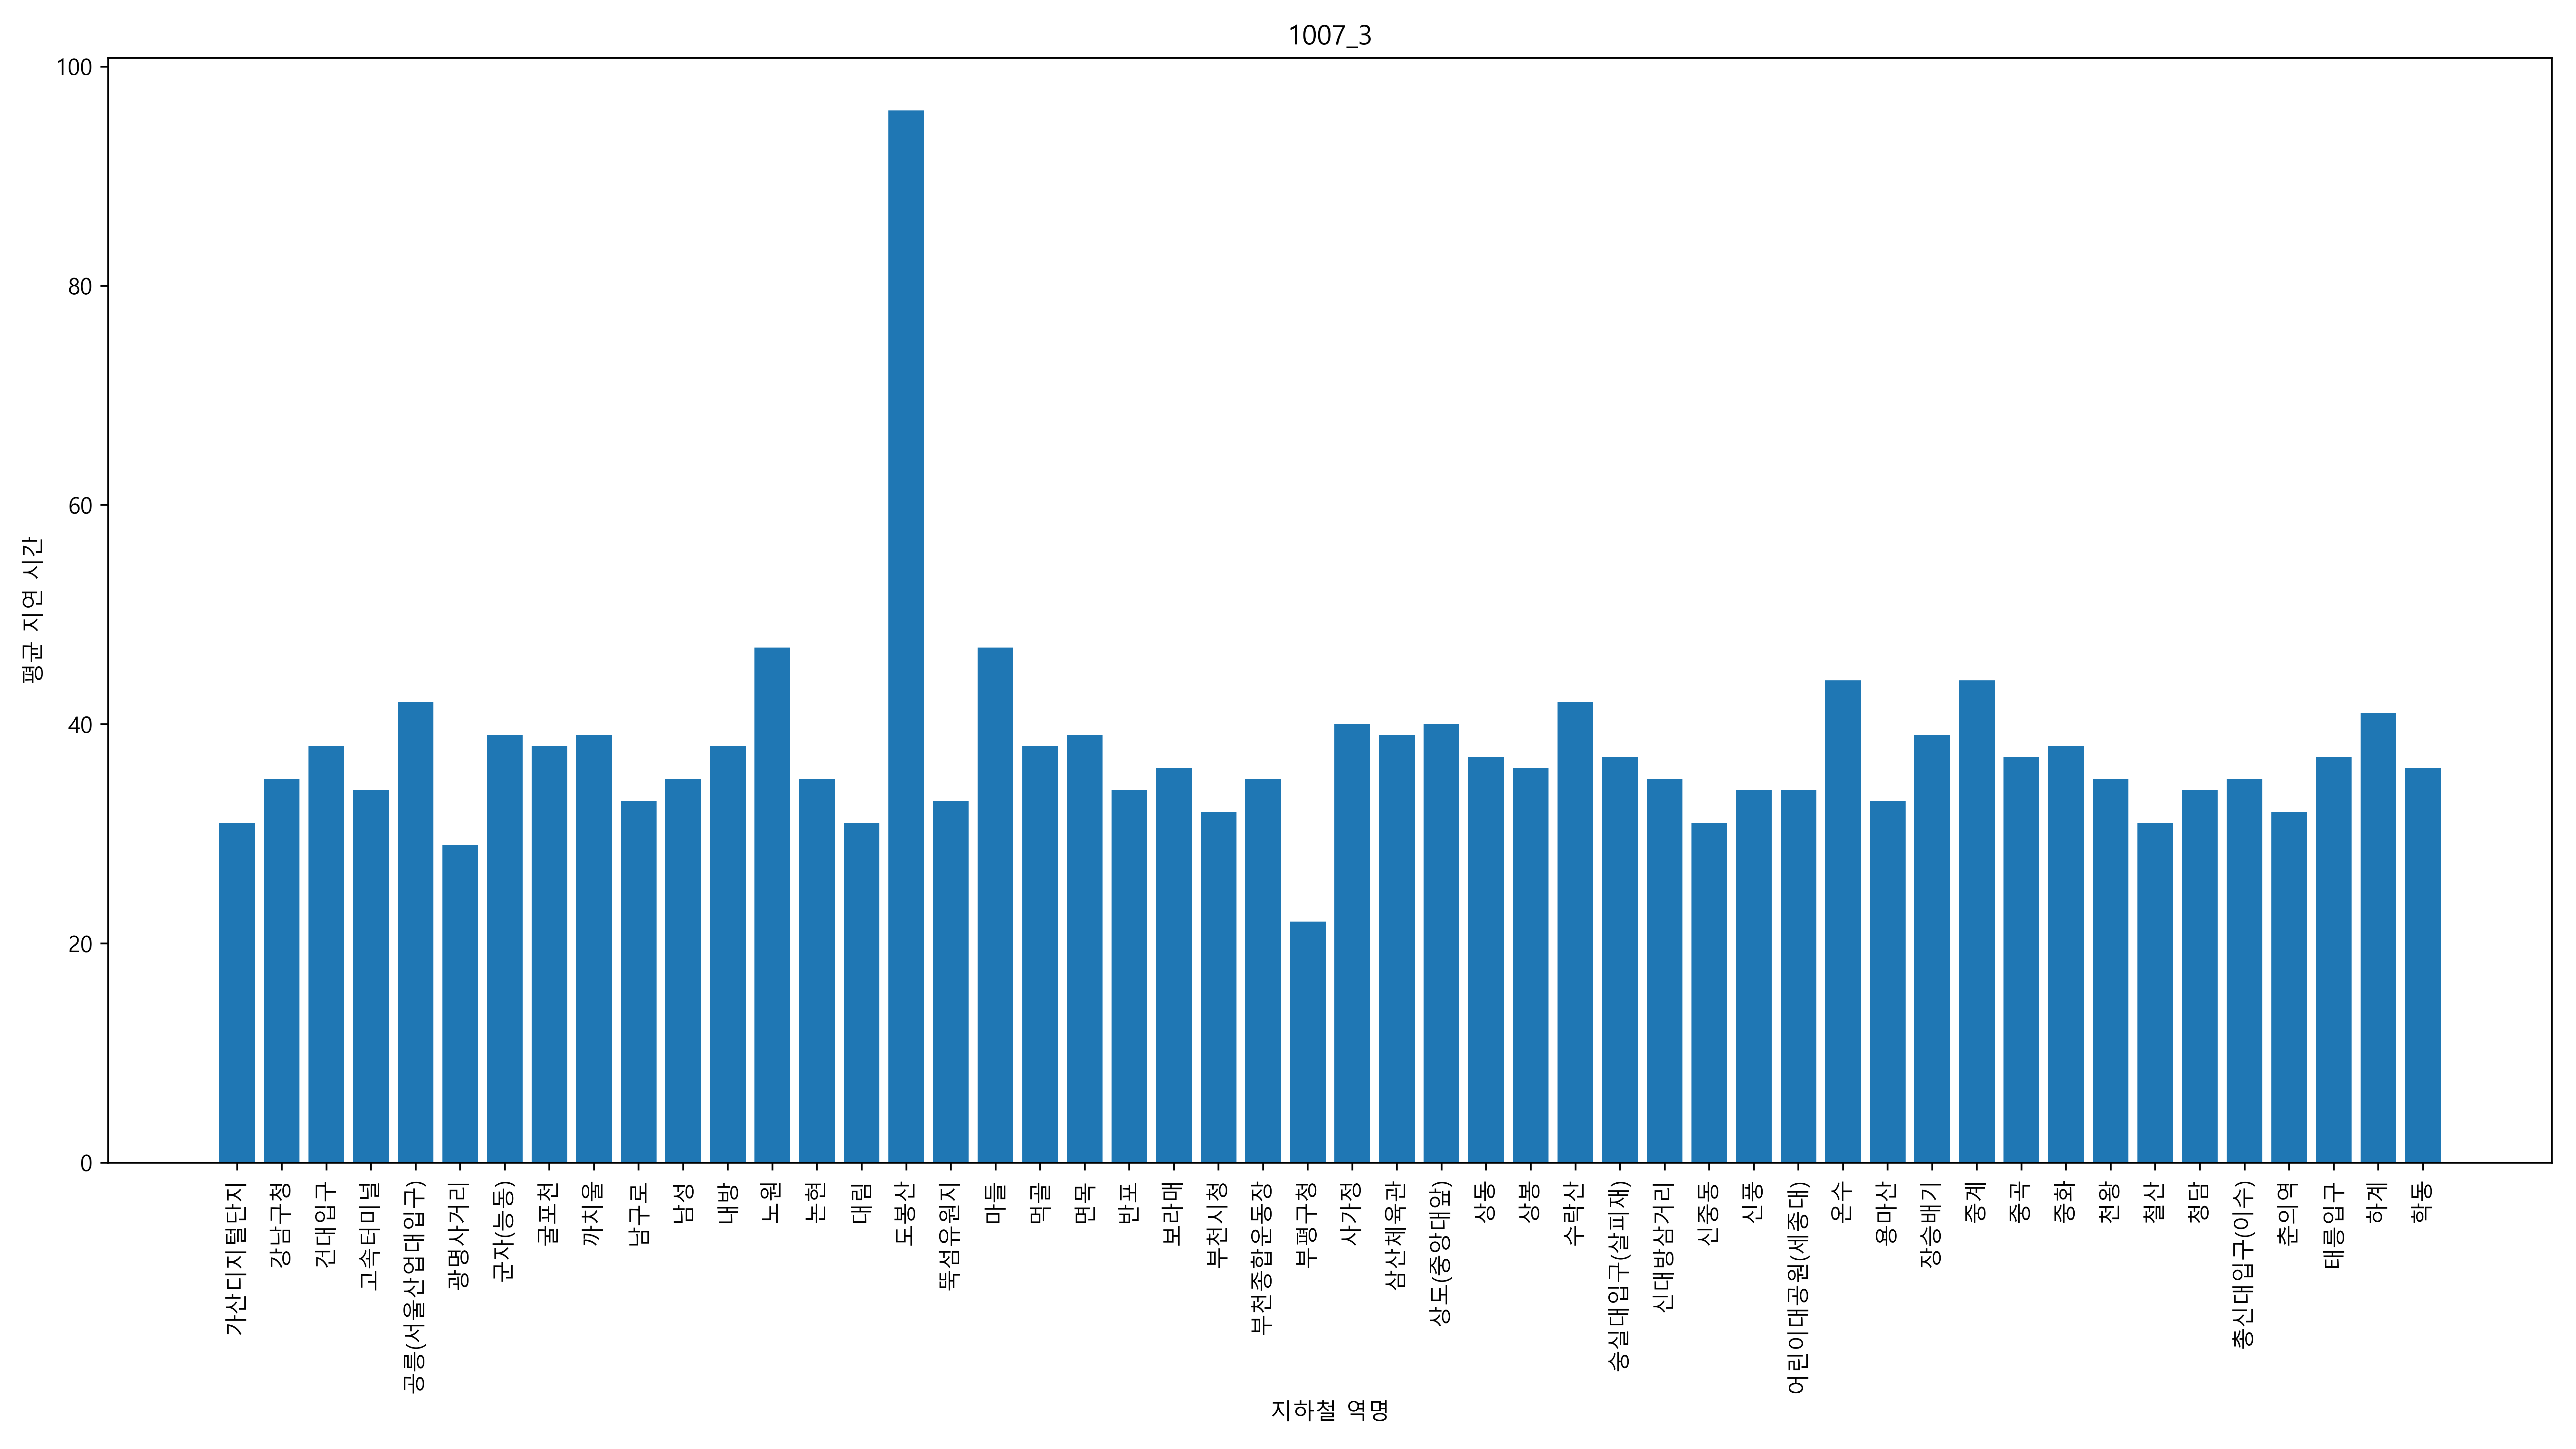 1007_3
100
80
60
40
20
0
평균 지연 시간
가산디지털단지
강남구청
건대입구
고속터미널
공릉(서울산업대입구)
광명사거리
군자(능동)
굴포천
까치울
남구로
남성
내방
노원
논현
대림
도봉산
뚝섬유원지
마들
먹골
면목
반포
보라매
부천시청
부천종합운동장
부평구청
사가정
삼산체육관
상도(중앙대앞)
상동
상봉
수락산
숭실대입구(살피재)
신대방삼거리
신중동
신풍
어린이대공원(세종대)
온수
용마산
장승배기
중계
중곡
중화
천왕
철산
청담
총신대입구(이수)
춘의역
태릉입구
하계
학동
지하철 역명